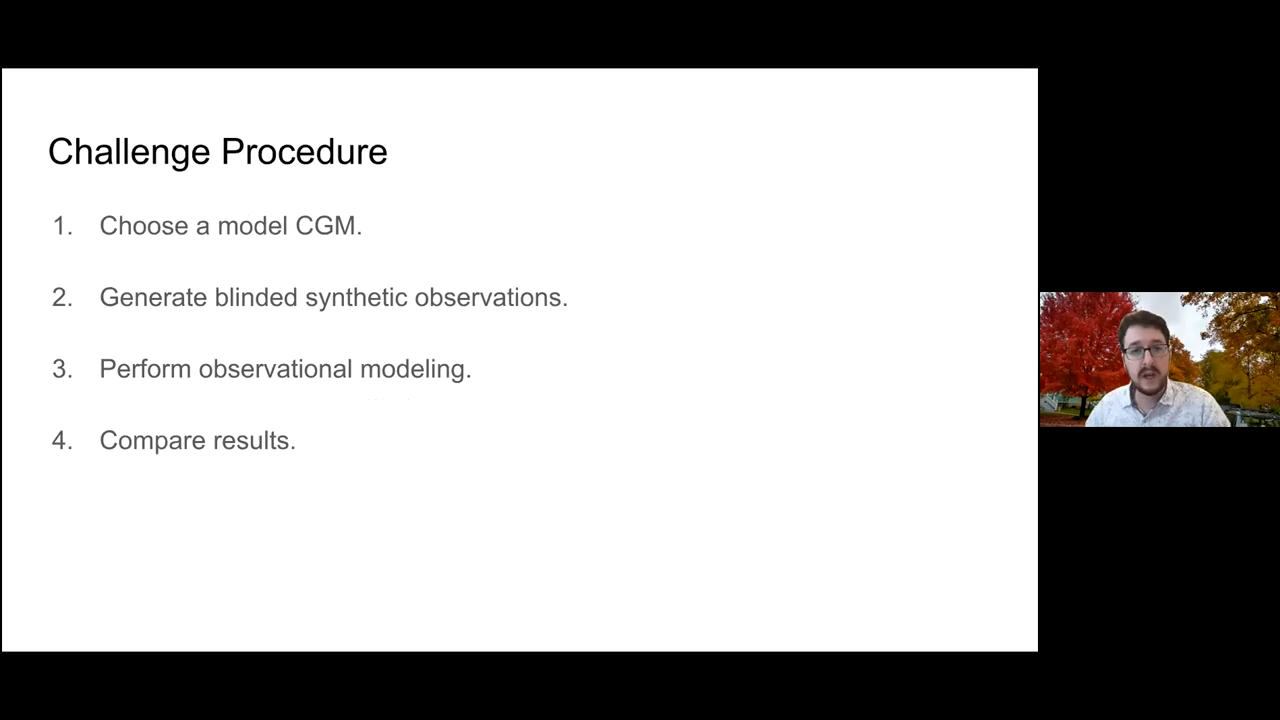 Challenge Procedure
1. Choose a model CGM.
2. Generate blinded synthetic observations.
3. Perform observational modeling.
4. Compare results.